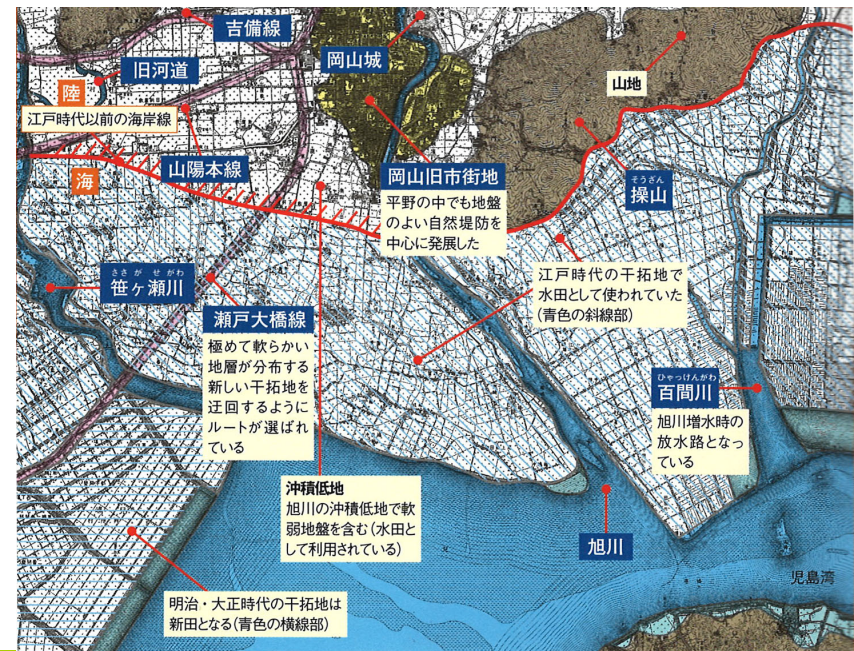 吉備線
岡山城
旧河道
陸
江戸時代以前の海岸線
海
山陽本線
山地
岡山旧市街地
平野の中でも地盤
のよい自然堤防を
中心に発展した
そうざん
操山
江戸時代の干拓地で
水田として使われていた
(青色の斜線部)
ささがせがわ
笹ヶ瀬川
瀬戸大橋線
極めて軟らかい
地層が分布する
新しい干拓地を
迂回するように
ルートが選ばれ
ている
ひゃっけんがわ
百間川
旭川増水時の
放水路となっ
ている
沖積低地
旭川の沖積低地で軟
弱地盤を含む(水田と
して利用されている)
旭川
児島湾
明治・大正時代の干拓地は
新田となる(青色の横線部)